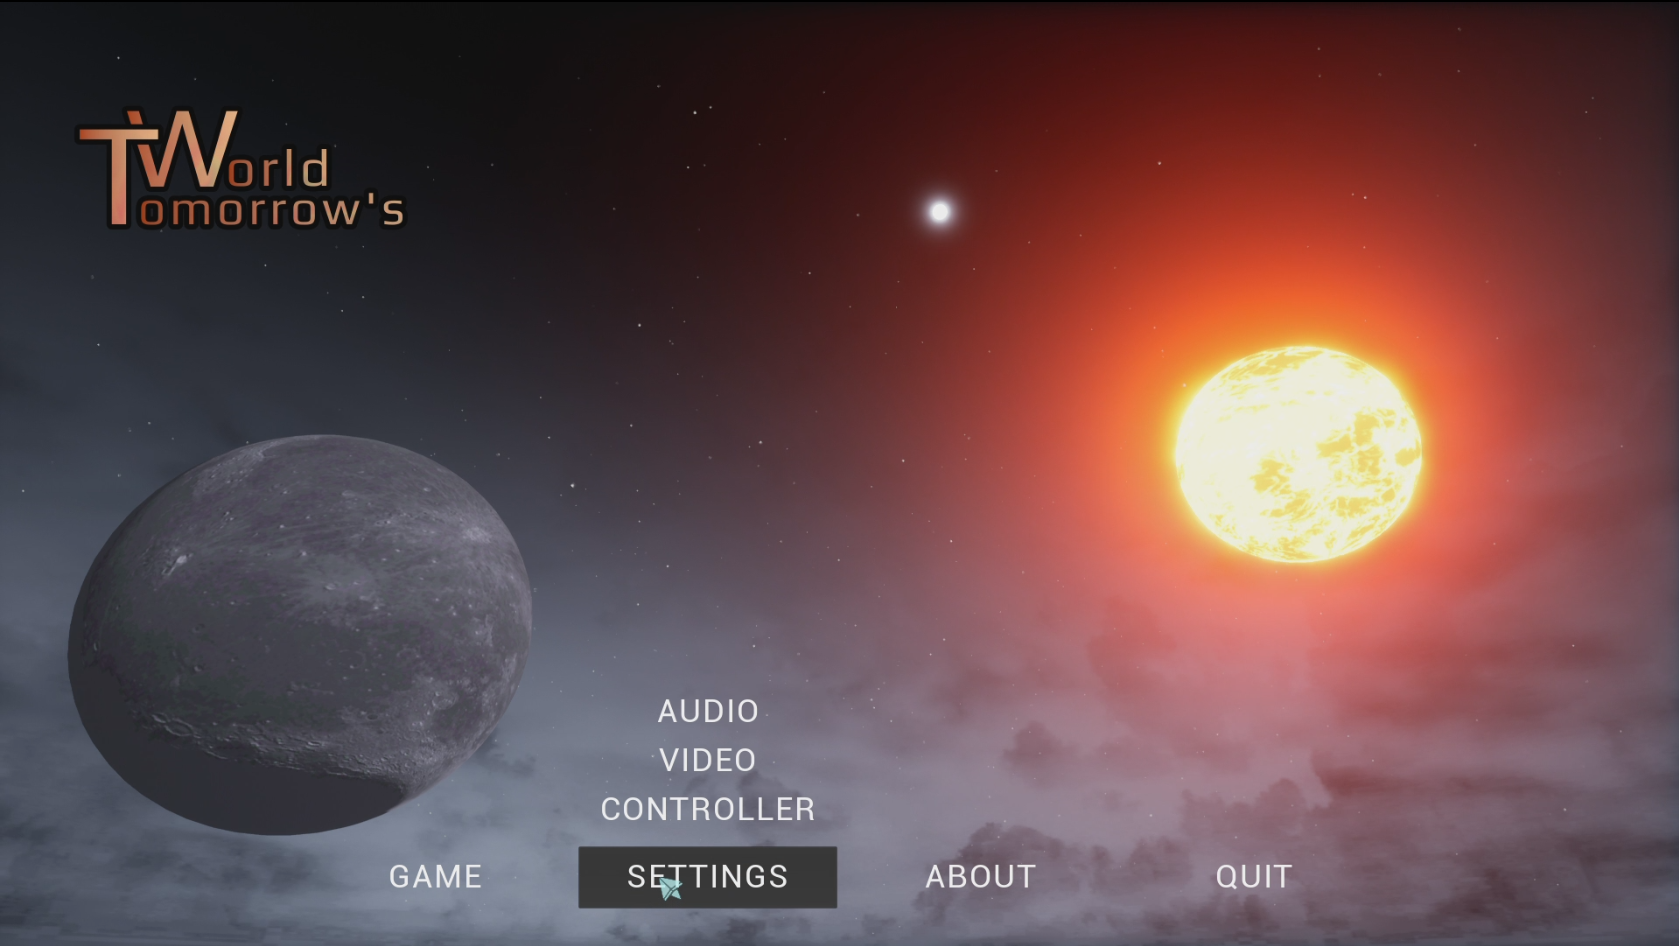 World
Tomorrow's
AUDIO
VIDEO
CONTROLLER
GAME
SETTINGS
ABOUT
QUIT